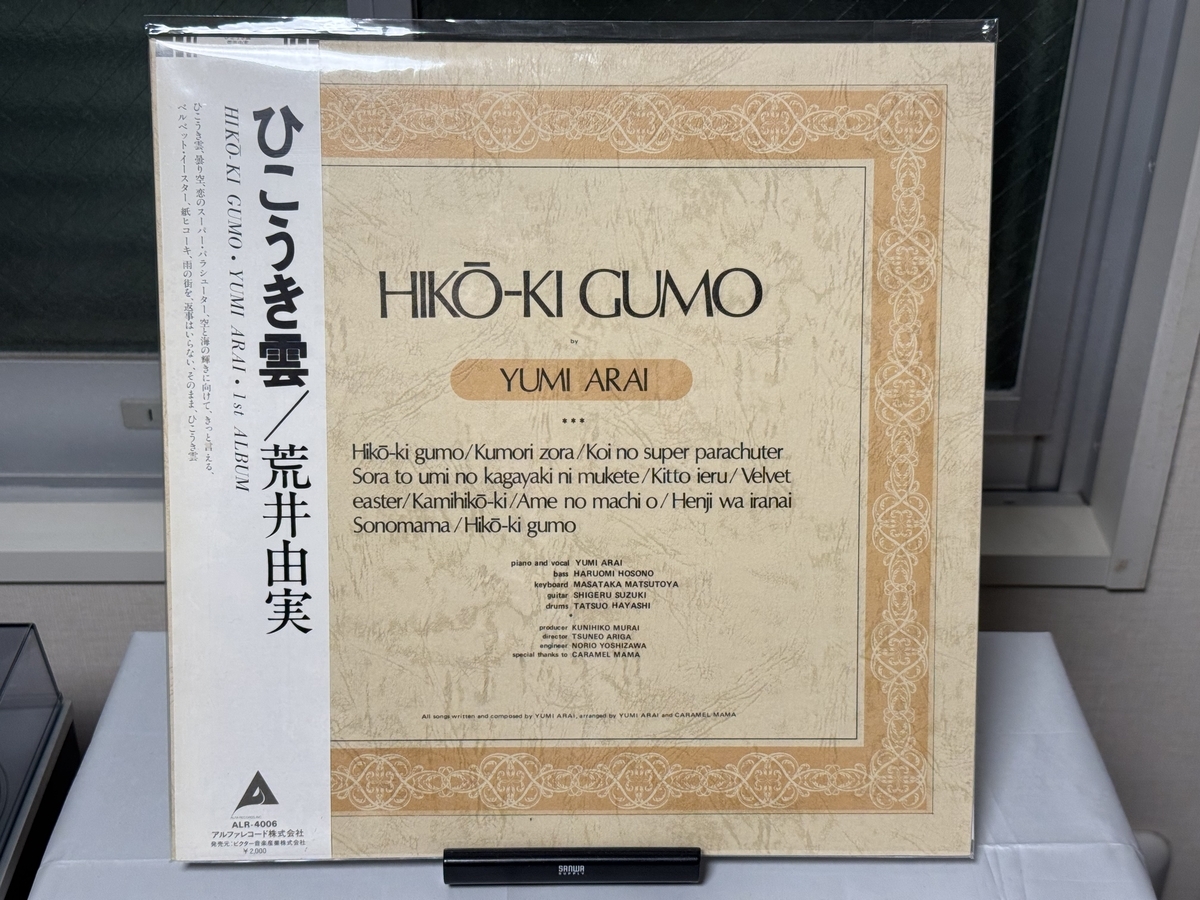 ひこうき雲／荒井由実
HIKŌ-KI GUMO・YUMI ARAI・1st ALBUM
ひこうき雲、曇り空、恋のスーパー・パラシューター、空と海の輝きに向けて、きっと言える、
ベルベット・イースター、紙ヒコーキ、雨の街を、返事はいらない、そのまま、ひこうき雲
ALR-4006
アルファレコード株式会社
発売元:ビクター音楽産業株式会社
¥2,000
HIKŌ-KI GUMO
by
YUMI ARAI
***
Hikō-ki gumo/Kumori zora/Koi no super parachuter
Sora to umi no kagayaki ni mukete/Kitto ieru/Velvet
easter/Kamihikō-ki/Ame no machi o/Henji wa iranai
Sonomama/Hikō-ki gumo
piano and vocal YUMI ARAI
bass HARUOMI HOSONO
keyboard MASATAKA MATSUTOYA
guitar SHIGERU SUZUKI
drums TATSUO HAYASHI
*
producer KUNIHIKO MURAI
director TSUNEO ARIGA
engineer NORIO YOSHIZAWA
special thanks to CARAMEL MAMA
All songs written and composed by YUMI ARAI, arranged by YUMI ARAI and CARAMEL MAMA
SANWA
SUPPLY